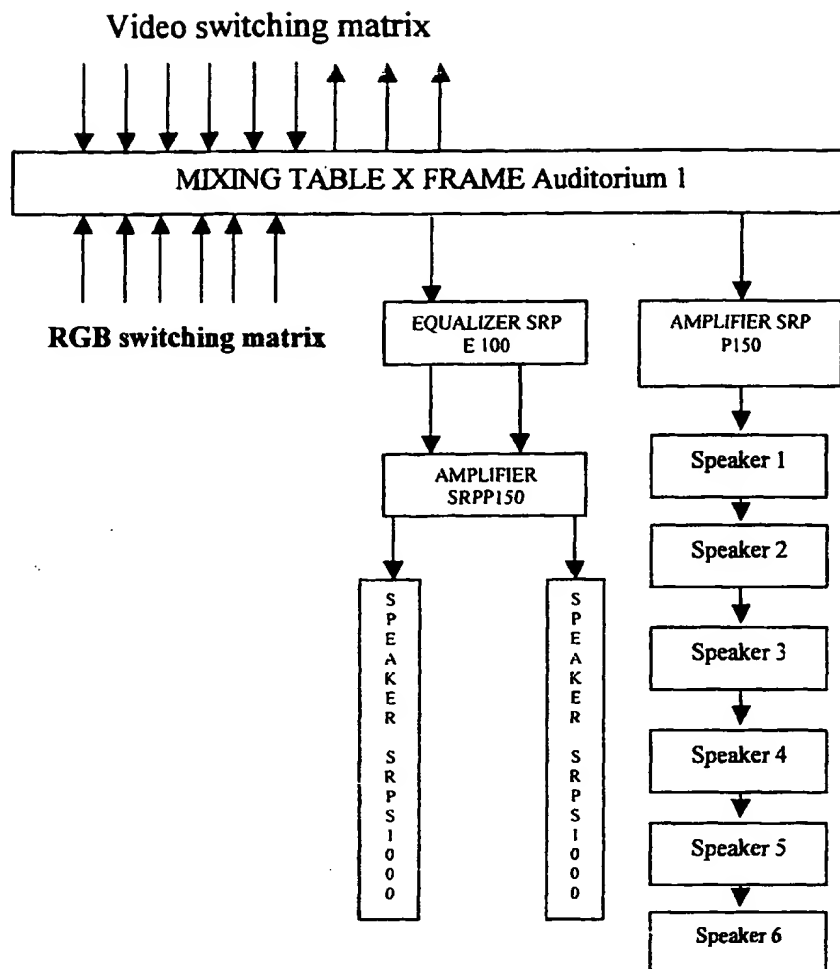 Video switching matrix
MIXING TABLE X FRAME Auditorium 1
RGB switching matrix
EQUALIZER SRP
E 100
AMPLIFIER SRP
P150
AMPLIFIER
SRPP150
SPEAKER SRPS1000
SPEAKER SRPS1000
Speaker 1
Speaker 2
Speaker 3
Speaker 4
Speaker 5
Speaker 6